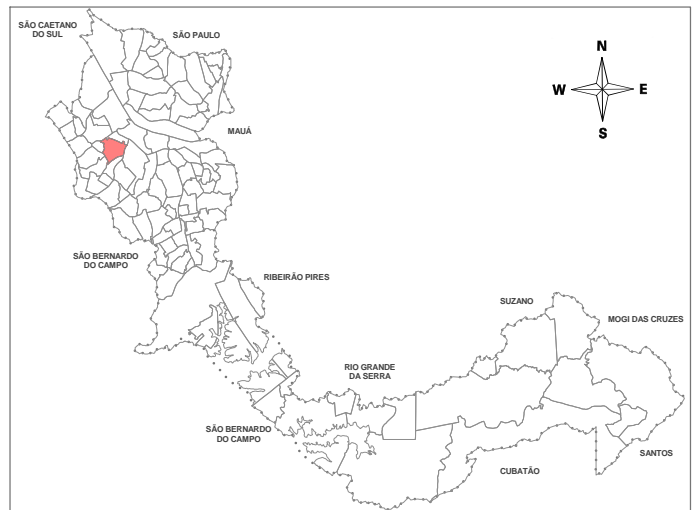 SÃO CAETANO
DO SUL
SÃO PAULO
N
W
E
S
MAUÁ
SÃO BERNARDO
DO CAMPO
RIBEIRÃO PIRES
SUZANO
MOGI DAS CRUZES
RIO GRANDE
DA SERRA
SÃO BERNARDO
DO CAMPO
SANTOS
CUBATÃO